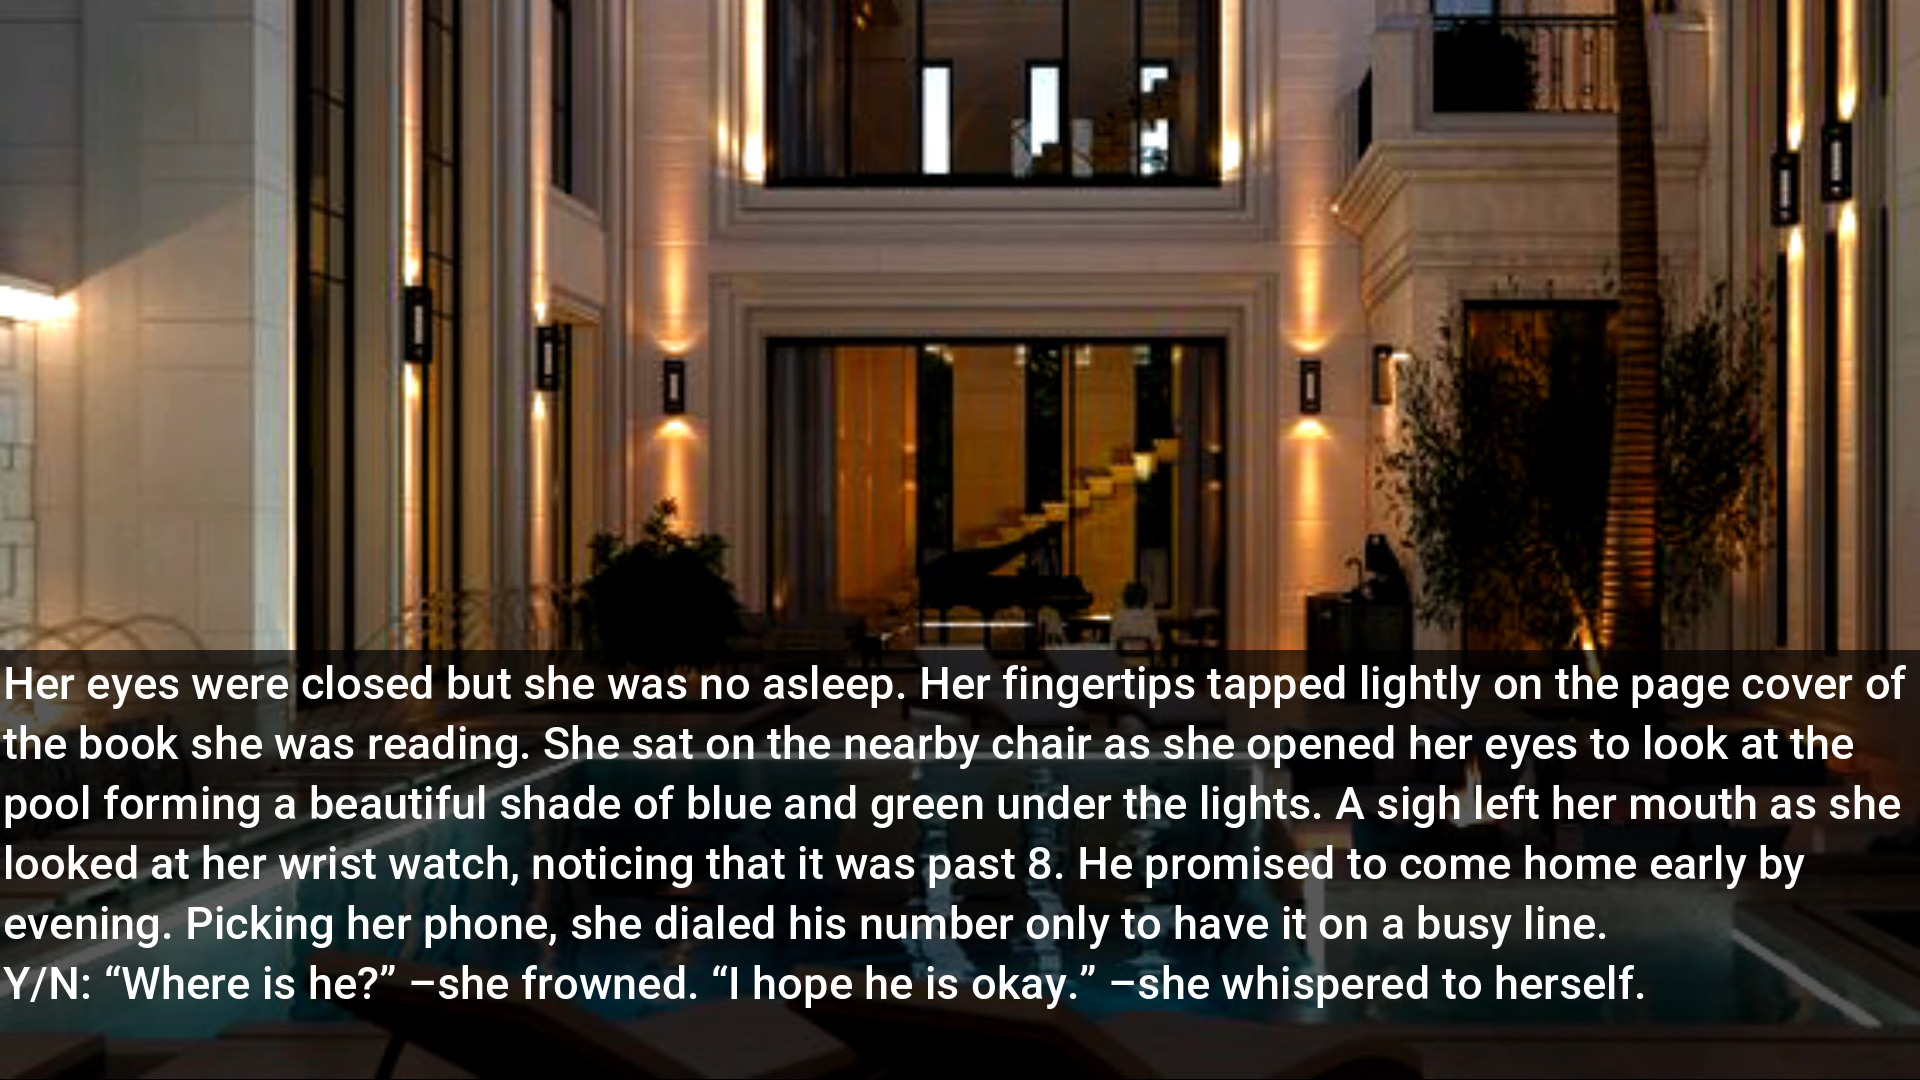 Her eyes were closed but she was no asleep. Her fingertips tapped lightly on the page cover of
the book she was reading. She sat on the nearby chair as she opened her eyes to look at the
pool forming a beautiful shade of blue and green under the lights. A sigh left her mouth as she
looked at her wrist watch, noticing that it was past 8. He promised to come home early by
evening. Picking her phone, she dialed his number only to have it on a busy line.
Y/N: “Where is he?” –she frowned. “I hope he is okay.” –she whispered to herself.